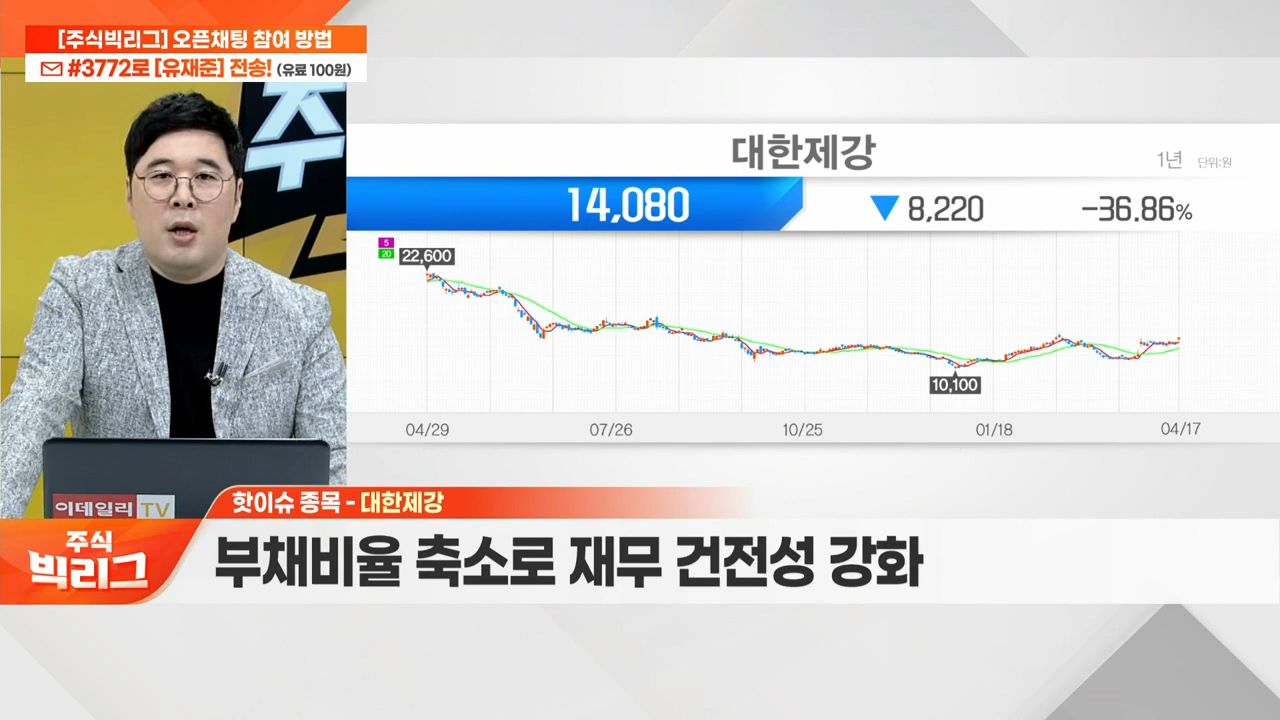 [주식빅리그] 오픈채팅 참여 방법
#3772로 [유재준] 전송! (유료 100원)
주
대한제강
1년 단위:원
14,080 ▼ 8,220 -36.86%
5
20
22,600
10,100
04/29 07/26 10/25 01/18 04/17
이데일리 TV
핫이슈 종목 - 대한제강
주식
빅리그
부채비율 축소로 재무 건전성 강화